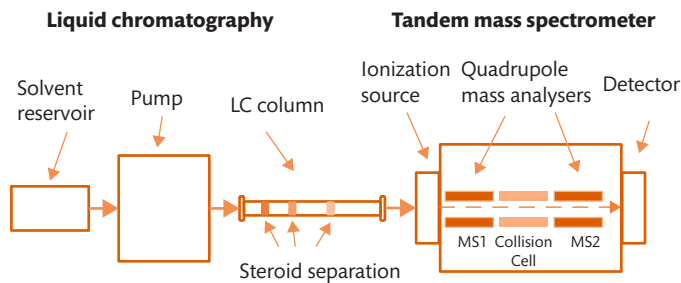 Liquid chromatography
Tandem mass spectrometer
Solvent
reservoir
Pump
LC column
Ionization
source
Quadrupole
mass analysers
Detector
MS1
Collision
Cell
MS2
Steroid separation